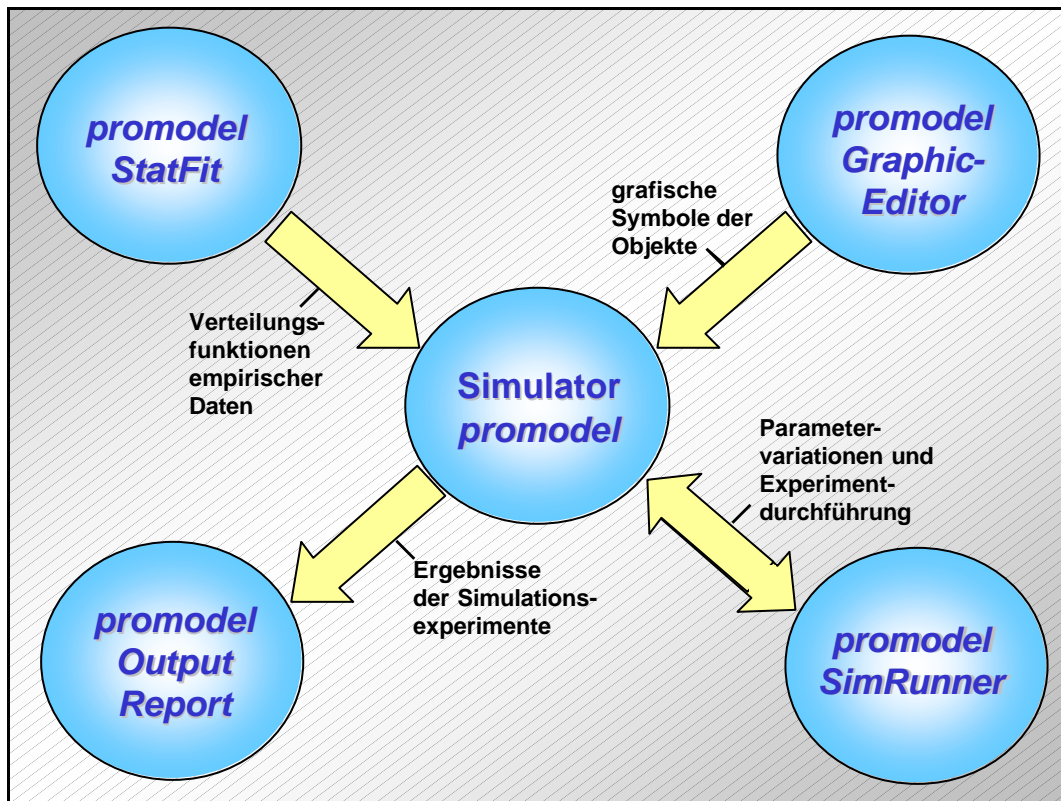 promodel
StatFit
promodel
Graphic-
Editor
grafische
Symbole der
Objekte
Verteilungs-
funktionen
empirischer
Daten
Simulator
promodel
Parameter-
variationen und
Experiment-
durchführung
Ergebnisse
der Simulations-
experimente
promodel
Output
Report
promodel
SimRunner